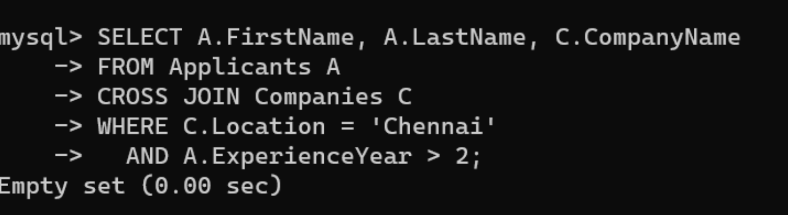 mysql> SELECT A.FirstName, A.LastName, C.CompanyName
    -> FROM Applicants A
    -> CROSS JOIN Companies C
    -> WHERE C.Location = 'Chennai'
    ->   AND A.ExperienceYear > 2;
Empty set (0.00 sec)